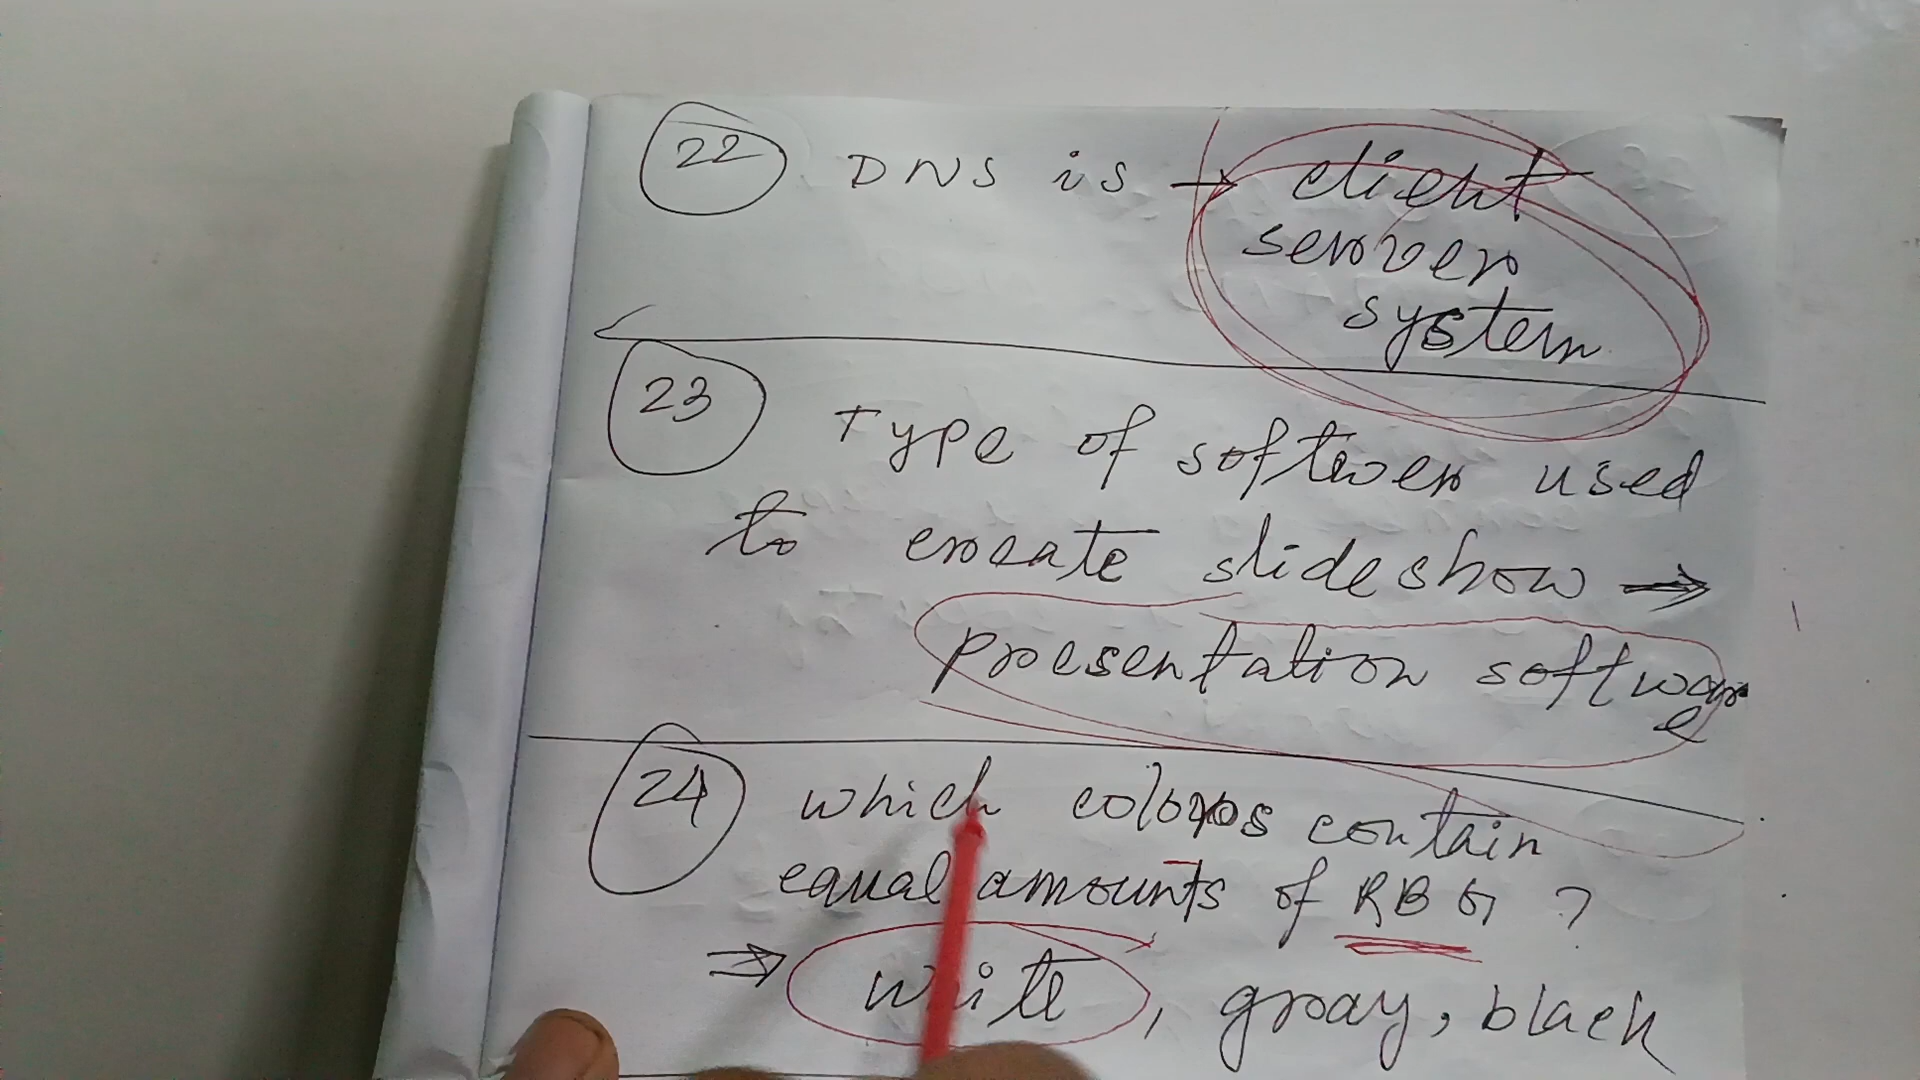 22 DNS is → client
server
system
23 Type of softwer used
to create slideshow →
presentation software
24 which colors contain
equal amounts of RBG ?
⇒ white, gray, black